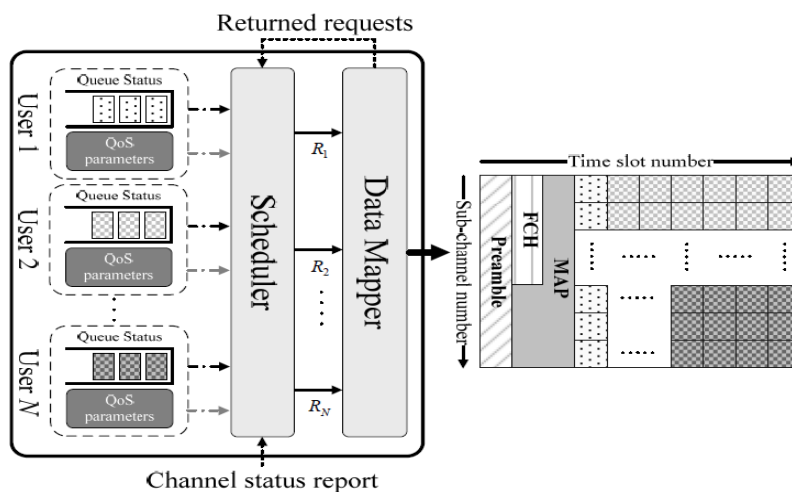 Returned requests
User 1
Queue Status
QoS
parameters
User 2
Queue Status
QoS
parameters
User N
Queue Status
QoS
parameters
Scheduler
R1
R2
RN
Data Mapper
Channel status report
Time slot number
Sub-channel number
Preamble
FCH
MAP